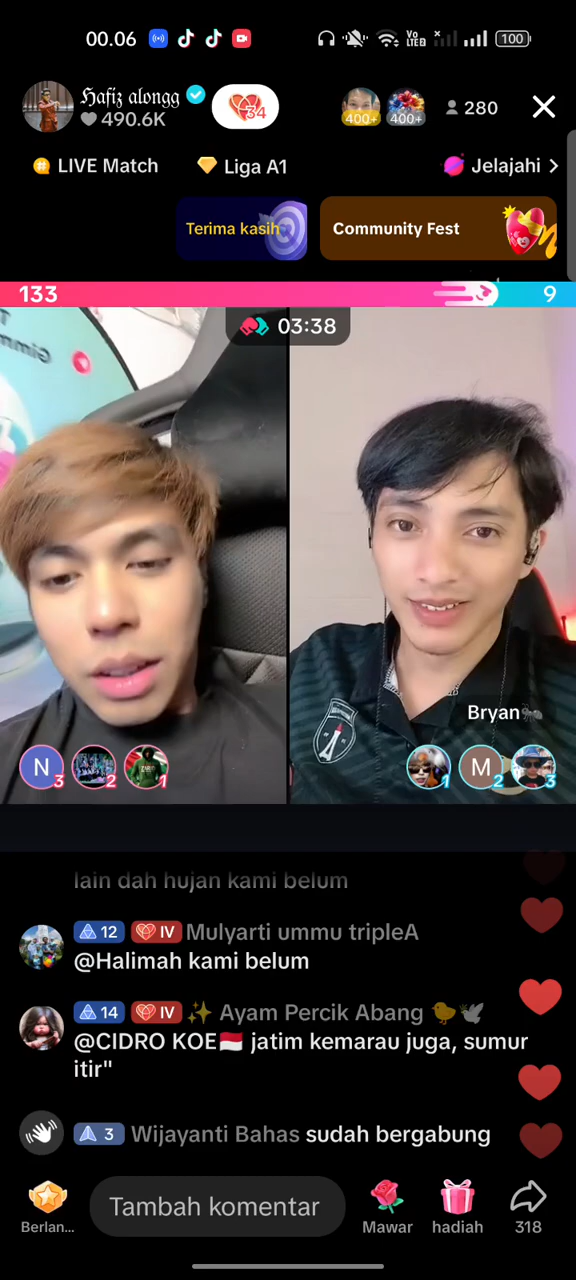 00.06
Vo
LTE2
100
Hafiz alongg
490.6K
34
400+
400+
280
LIVE Match
Liga A1
Jelajahi
Terima kasih
Community Fest
133
9
03:38
Bryan🐜
N
3
2
1
1
M
2
3
lain dah hujan kami belum
12 IV Mulyarti ummu tripleA
@Halimah kami belum
14 IV ✨ Ayam Percik Abang 🐤🕊
@CIDRO KOE🇮🇩 jatim kemarau juga, sumur
itir"
3 Wijayanti Bahas sudah bergabung
Tambah komentar
Berlan...
Mawar
hadiah
318